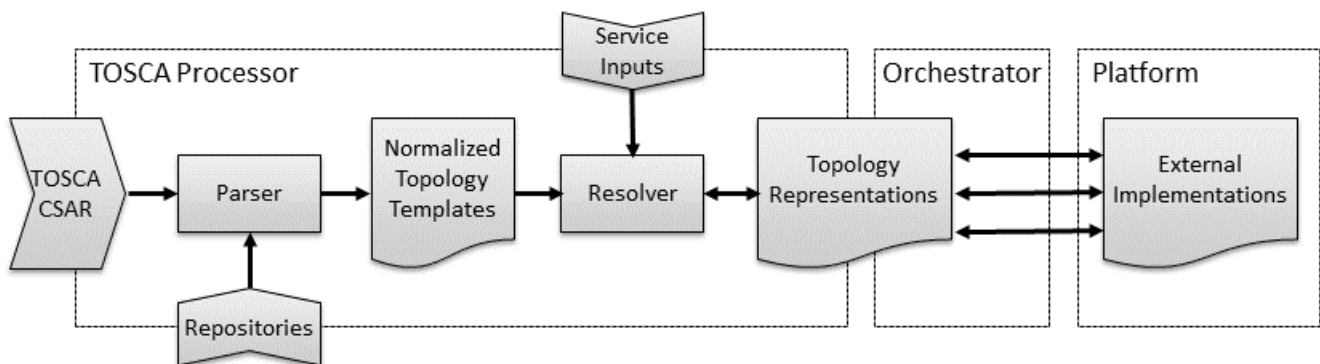 Service
Inputs
TOSCA Processor
Orchestrator
Platform
TOSCA
CSAR
Parser
Normalized
Topology
Templates
Resolver
Topology
Representations
External
Implementations
Repositories